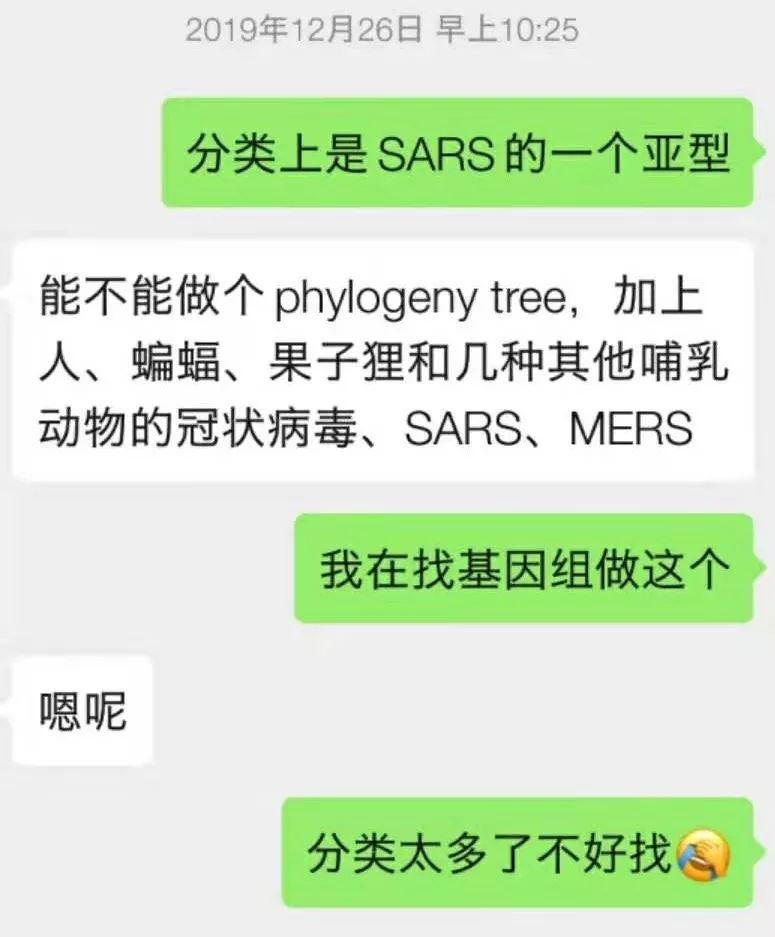 2019年12月26日 早上10:25
分类上是SARS的一个亚型
能不能做个phylogeny tree，加上
人、蝙蝠、果子狸和几种其他哺乳
动物的冠状病毒、SARS、MERS
我在找基因组做这个
嗯呢
分类太多了不好找🤦